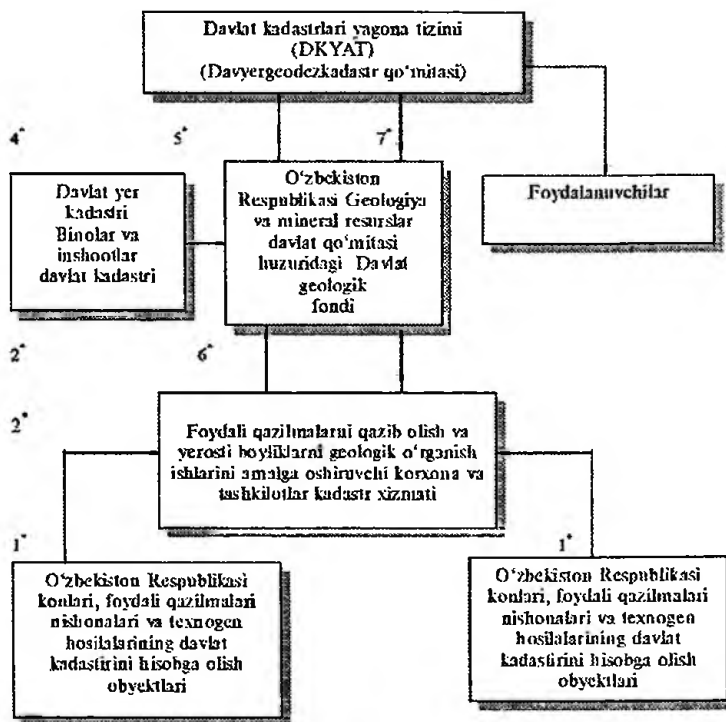 Davlat kadastrlari yagona tizimi
(DKYAT)
(Davyergeodezkadastr qo‘mitasi)
4*
5*
7*
Davlat yer
kadastri
Binolar va
inshootlar
davlat kadastri
O‘zbekiston
Respublikasi Geologiya
va mineral resurslar
davlat qo‘mitasi
huzuridagi Davlat
geologik
fondi
Foydalanuvchilar
2*
6*
2*
Foydali qazilmalarni qazib olish va
yerosti boyliklarni geologik o‘rganish
ishlarini amalga oshiruvchi korxona va
tashkilotlar kadastr xizmati
1*
1*
O‘zbekiston Respublikasi
konlari, foydali qazilmalari
nishonalari va texnogen
hosilalarining davlat
kadastirini hisobga olish
obyektlari
O‘zbekiston Respublikasi
konlari, foydali qazilmalari
nishonalari va texnogen
hosilalarining davlat
kadastirini hisobga olish
obyektlari